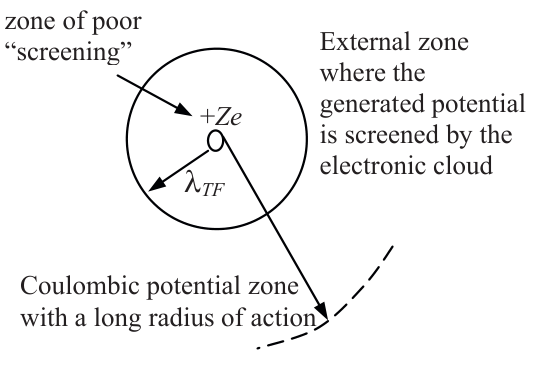 zone of poor
“screening”
External zone
where the
generated potential
is screened by the
electronic cloud
+Ze
λTF
Coulombic potential zone
with a long radius of action